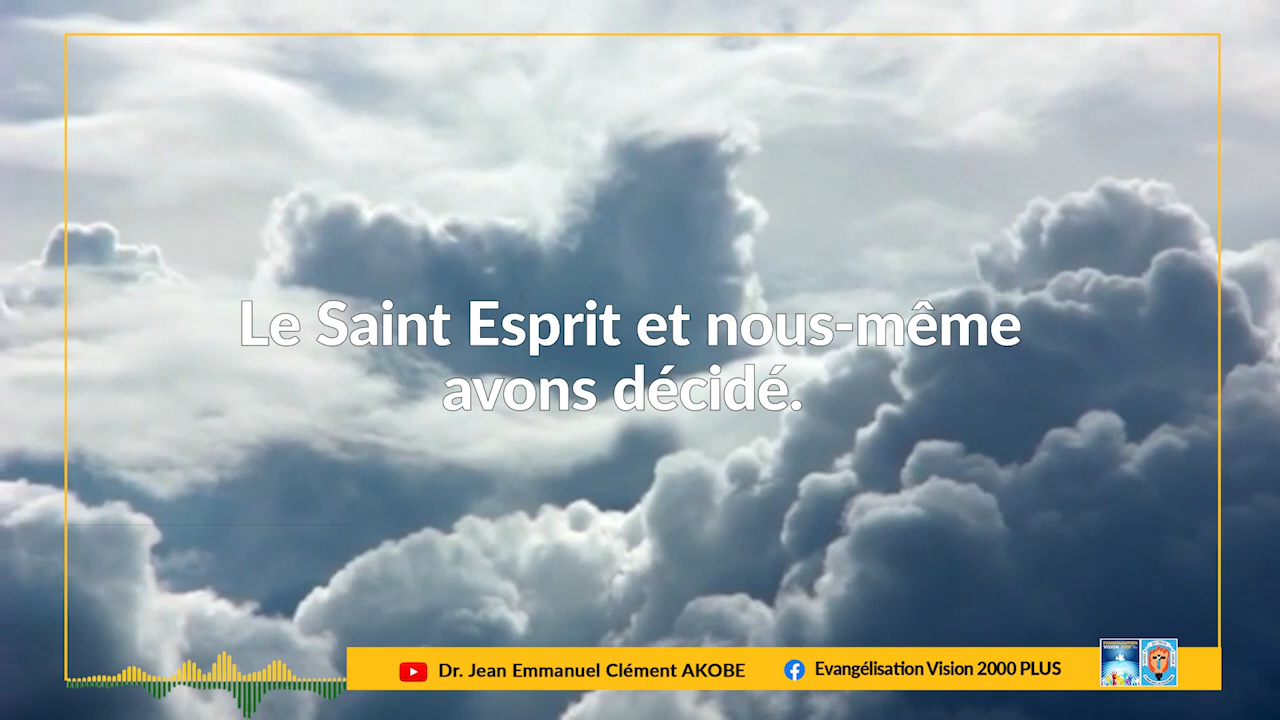 Le Saint Esprit et nous-même
avons décidé.
Dr. Jean Emmanuel Clément AKOBE
Evangélisation Vision 2000 PLUS